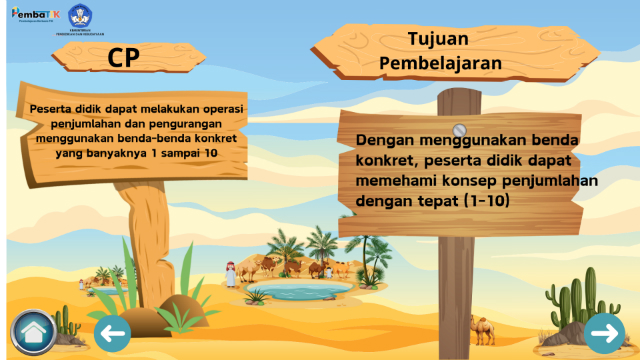 PembaTIK
CP
Peserta didik dapat melakukan operasi
penjumlahan dan pengurangan
menggunakan benda-benda konkret
yang banyaknya 1 sampai 10
Tujuan
Pembelajaran
Dengan menggunakan benda
konkret, peserta didik dapat
memehami konsep penjumlahan
dengan tepat (1-10)